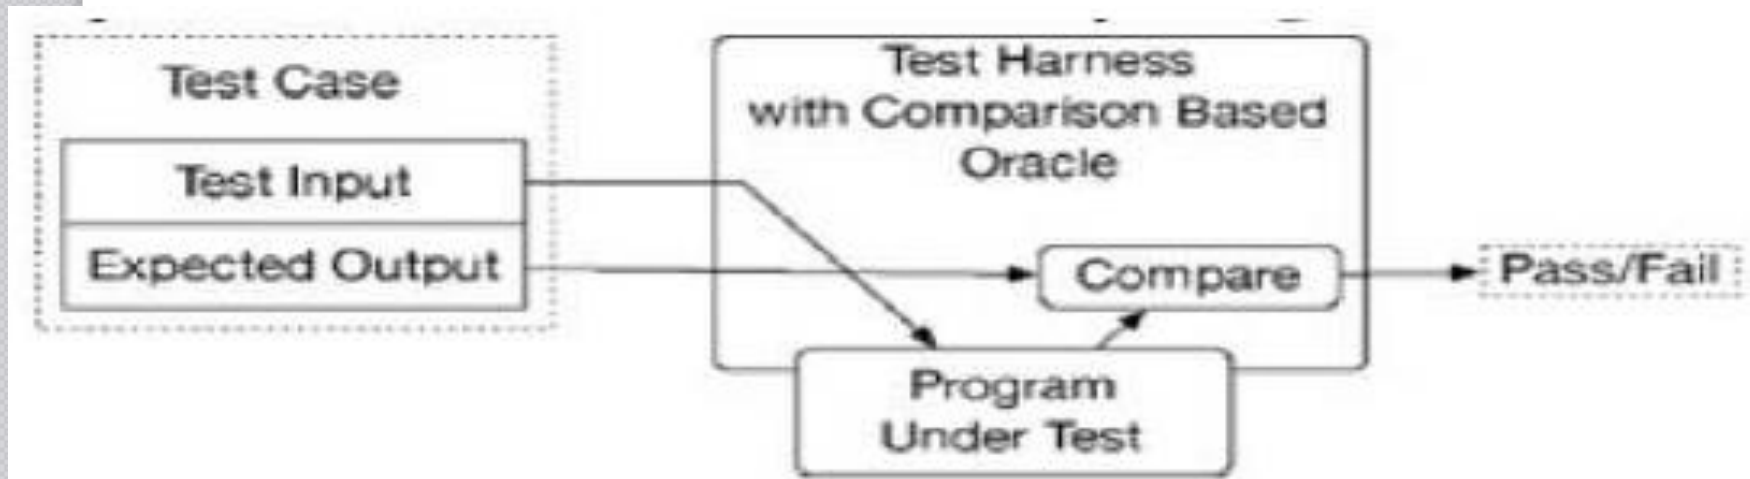 Test Case
Test Input
Expected Output
Test Harness
with Comparison Based
Oracle
Compare
Pass/Fail
Program
Under Test